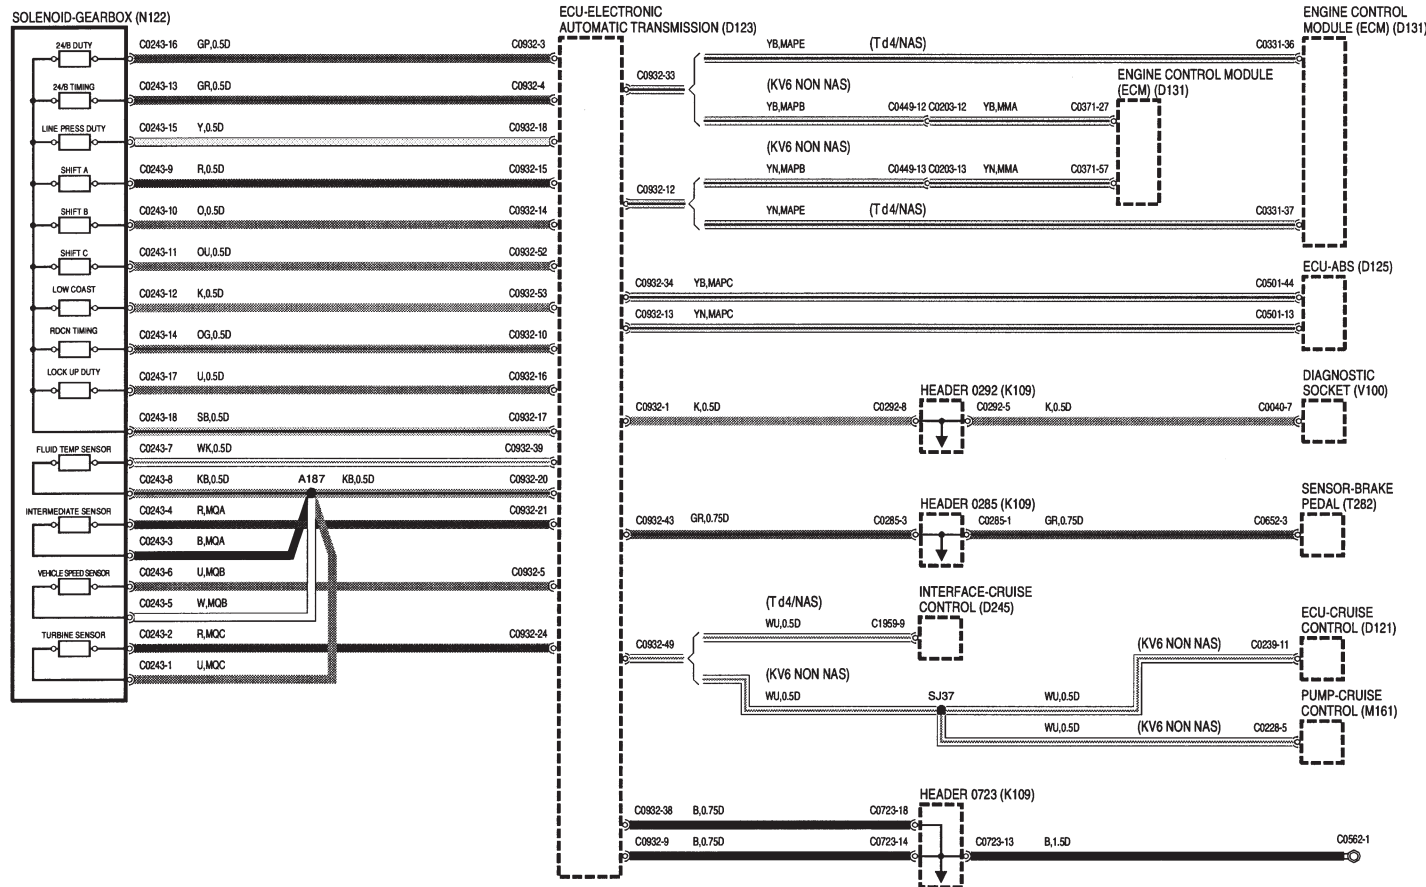 SOLENOID-GEARBOX (N122)
24/B DUTY
C0243-16 GP,0.5D C0932-3
24/B TIMING
C0243-13 GR,0.5D C0932-4
LINE PRESS DUTY
C0243-15 Y,0.5D C0932-18
SHIFT A
C0243-9 R,0.5D C0932-15
SHIFT B
C0243-10 O,0.5D C0932-14
SHIFT C
C0243-11 OU,0.5D C0932-52
LOW COAST
C0243-12 K,0.5D C0932-53
RDCN TIMING
C0243-14 OG,0.5D C0932-10
LOCK UP DUTY
C0243-17 U,0.5D C0932-16
C0243-18 SB,0.5D C0932-17
FLUID TEMP SENSOR
C0243-7 WK,0.5D C0932-39
C0243-8 KB,0.5D A187 KB,0.5D C0932-20
INTERMEDIATE SENSOR
C0243-4 R,MQA C0932-21
C0243-3 B,MQA
VEHICLE SPEED SENSOR
C0243-6 U,MQB C0932-5
C0243-5 W,MQB
TURBINE SENSOR
C0243-2 R,MQC C0932-24
C0243-1 U,MQC
ECU-ELECTRONIC
AUTOMATIC TRANSMISSION (D123)
ENGINE CONTROL
MODULE (ECM) (D131)
YB,MAPE (Td4/NAS) C0331-36
C0932-33
(KV6 NON NAS)
ENGINE CONTROL MODULE
(ECM) (D131)
YB,MAPB C0449-12 C0203-12 YB,MMA C0371-27
(KV6 NON NAS)
YN,MAPB C0449-13 C0203-13 YN,MMA C0371-57
C0932-12
YN,MAPE (Td4/NAS) C0331-37
ECU-ABS (D125)
C0932-34 YB,MAPC C0501-44
C0932-13 YN,MAPC C0501-13
DIAGNOSTIC
SOCKET (V100)
HEADER 0292 (K109)
C0932-1 K,0.5D C0292-8 C0292-5 K,0.5D C0040-7
SENSOR-BRAKE
PEDAL (T282)
HEADER 0285 (K109)
C0932-43 GR,0.75D C0285-3 C0285-1 GR,0.75D C0652-3
INTERFACE-CRUISE
CONTROL (D245)
(Td4/NAS)
WU,0.5D C1959-9
ECU-CRUISE
CONTROL (D121)
C0932-49
(KV6 NON NAS) C0239-11
(KV6 NON NAS)
WU,0.5D SJ37 WU,0.5D
PUMP-CRUISE
CONTROL (M161)
WU,0.5D (KV6 NON NAS) C0228-5
HEADER 0723 (K109)
C0932-38 B,0.75D C0723-18
C0932-9 B,0.75D C0723-14 C0723-13 B,1.5D C0562-1